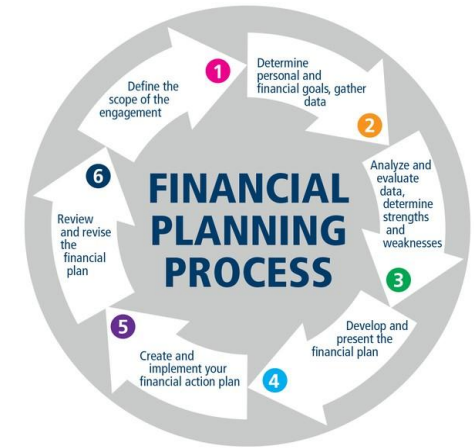 FINANCIAL
PLANNING
PROCESS
1
Define the
scope of the
engagement
2
Determine
personal and
financial goals, gather
data
3
Analyze and
evaluate
data,
determine
strengths
and
weaknesses
4
Develop and
present the
financial plan
5
Create and
implement your
financial action plan
6
Review
and revise
the
financial
plan